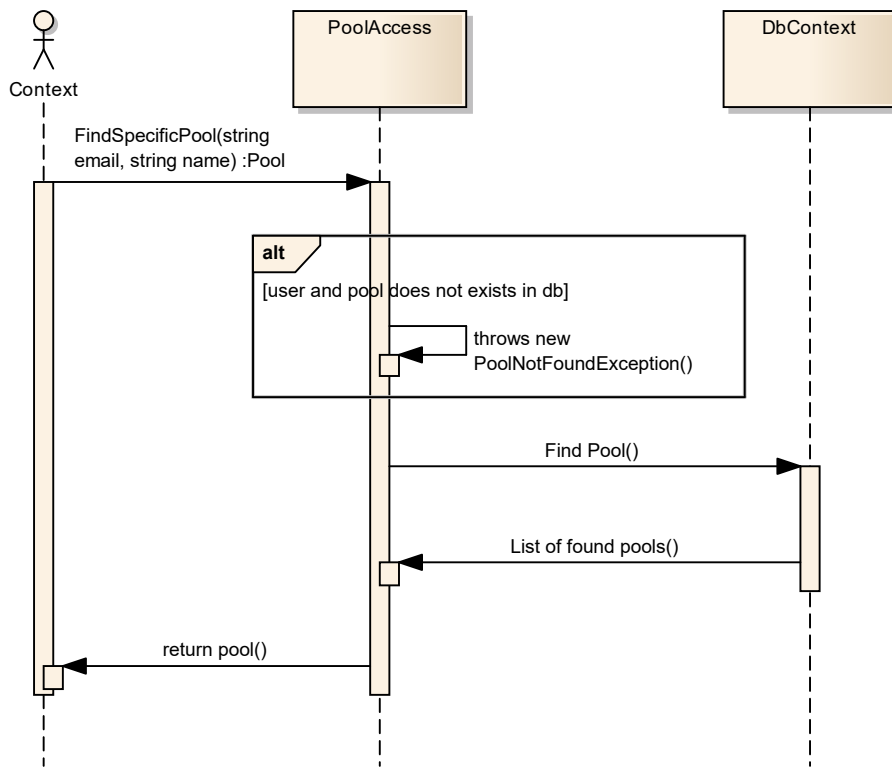 PoolAccess
DbContext
Context
FindSpecificPool(string
email, string name) :Pool
alt
[user and pool does not exists in db]
throws new
PoolNotFoundException()
Find Pool()
List of found pools()
return pool()